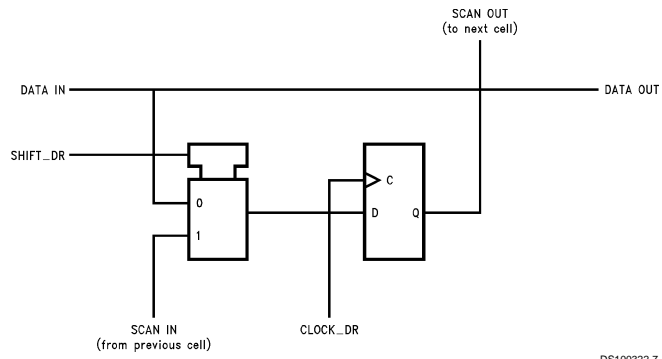 SCAN OUT
(to next cell)
DATA IN
DATA OUT
SHIFT_DR
C
0
D
Q
1
SCAN IN
(from previous cell)
CLOCK_DR